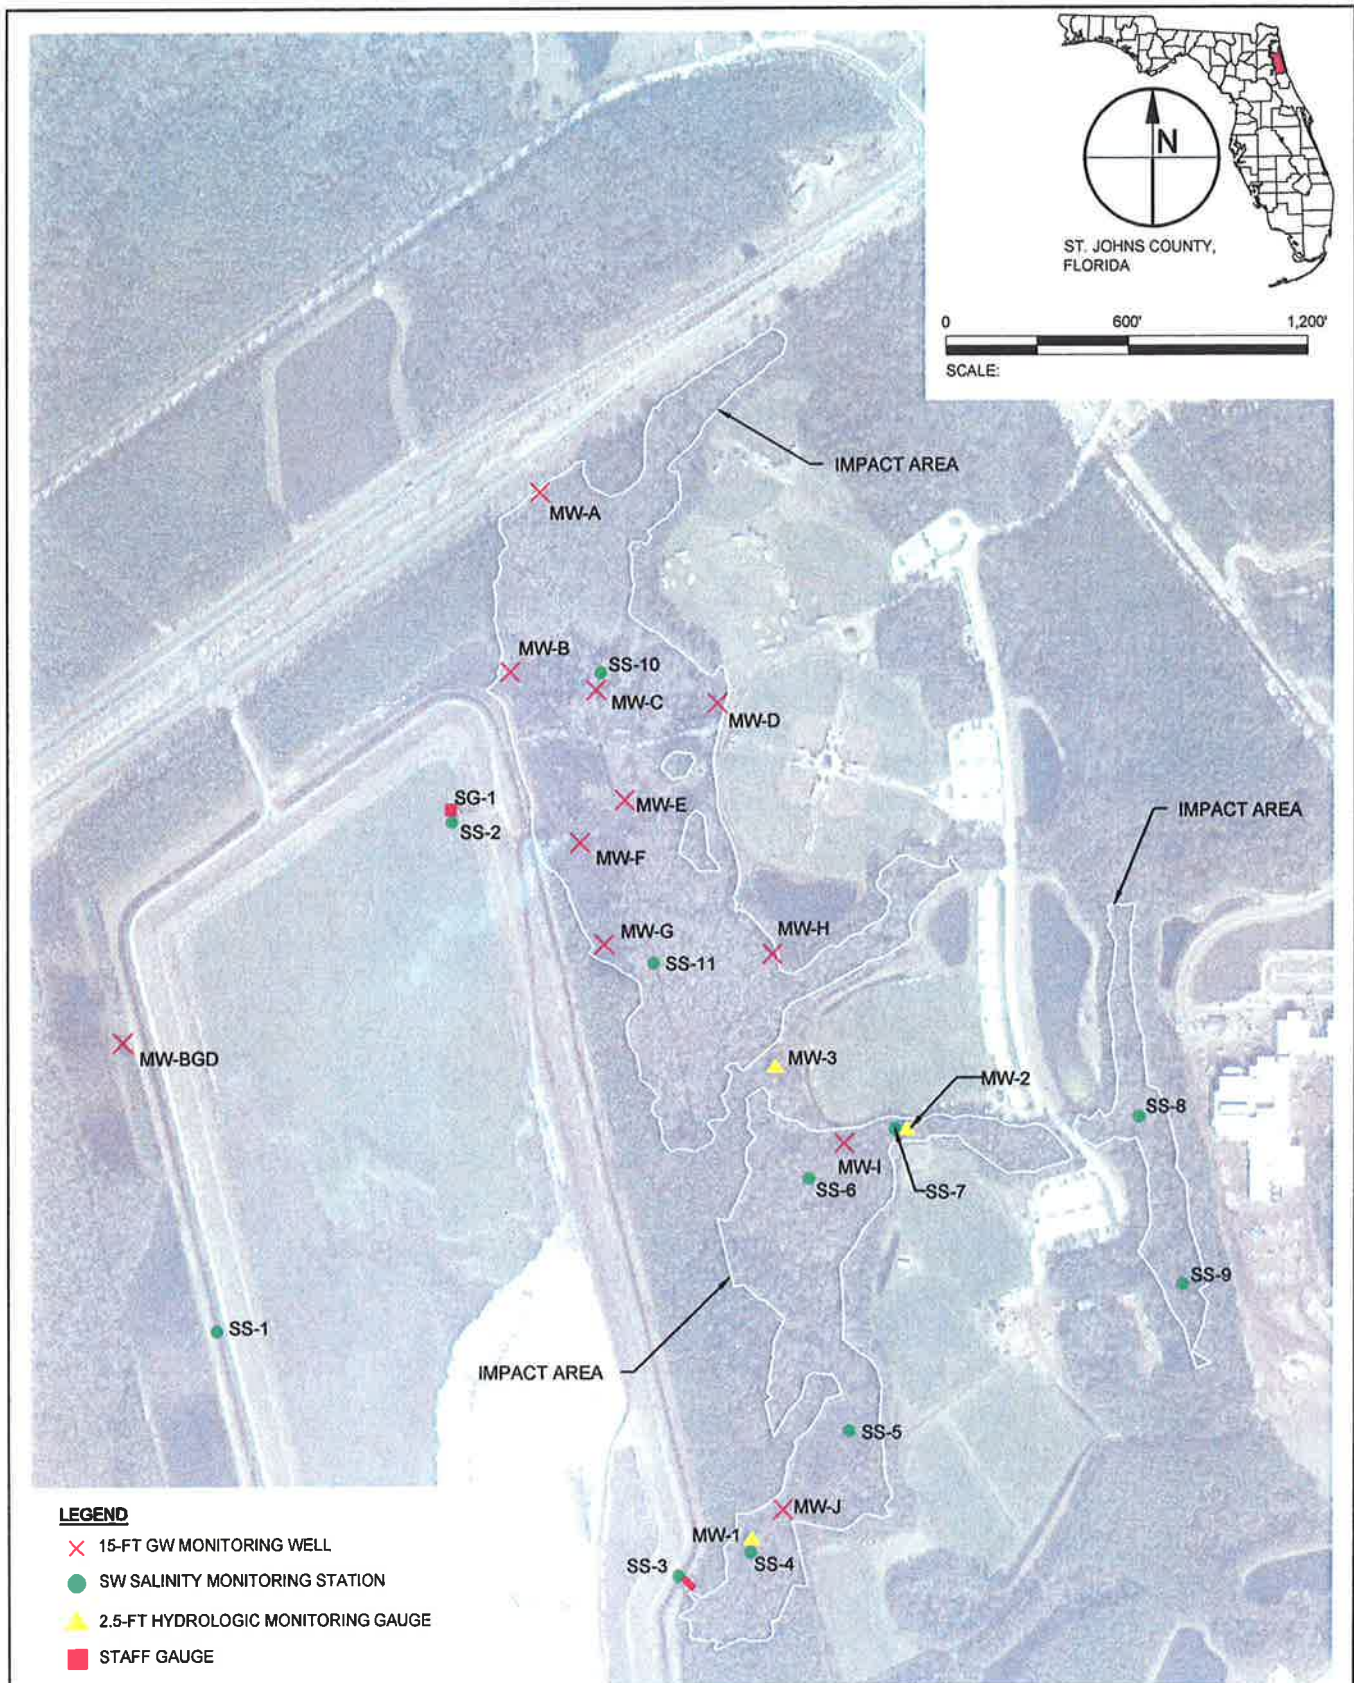 N
ST. JOHNS COUNTY,
FLORIDA
0 600' 1,200'
SCALE:
IMPACT AREA
MW-A
MW-B
SS-10
MW-C
MW-D
SG-1
SS-2
MW-E
IMPACT AREA
MW-F
MW-G
MW-H
SS-11
MW-BGD
MW-3
MW-2
SS-8
MW-I
SS-6
SS-7
SS-9
SS-1
IMPACT AREA
SS-5
MW-J
MW-1
SS-4
SS-3
LEGEND
15-FT GW MONITORING WELL
SW SALINITY MONITORING STATION
2.5-FT HYDROLOGIC MONITORING GAUGE
STAFF GAUGE